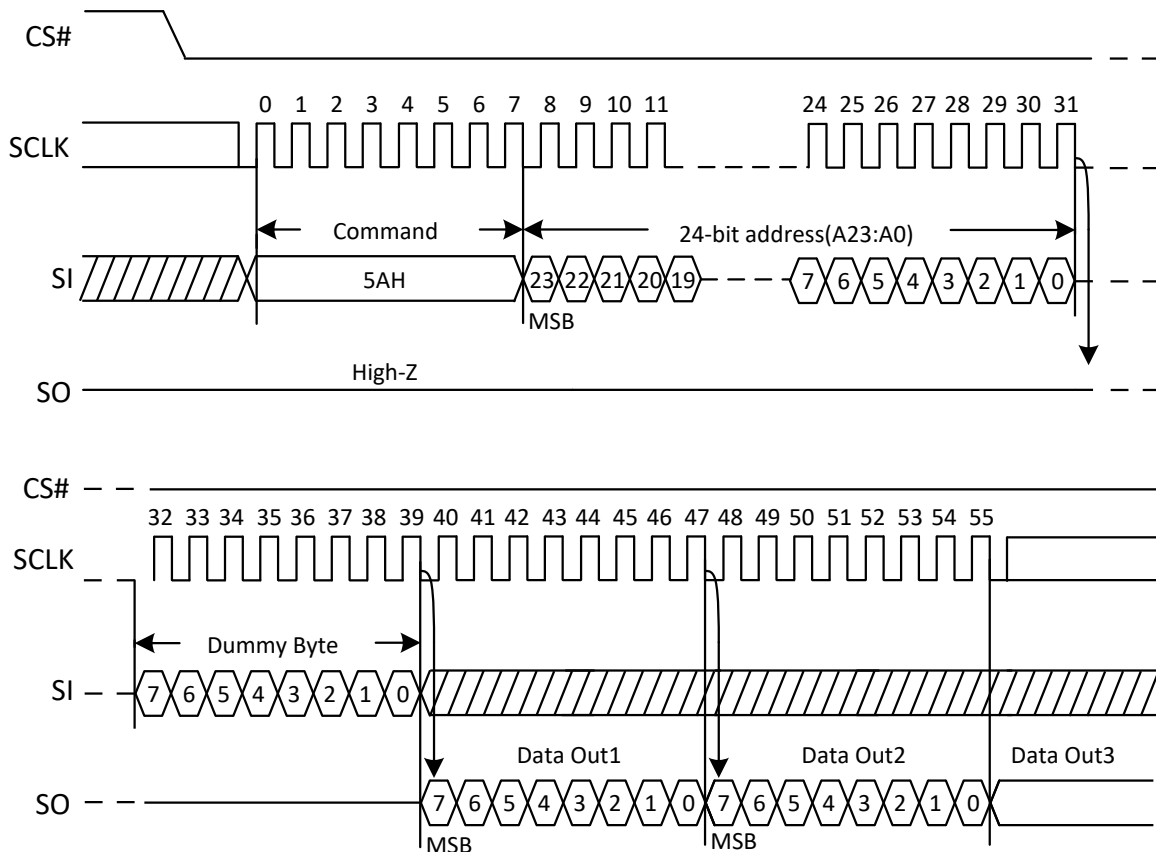 CS#
0 1 2 3 4 5 6 7 8 9 10 11 24 25 26 27 28 29 30 31
SCLK
Command 24-bit address(A23:A0)
SI 5AH 23 22 21 20 19 7 6 5 4 3 2 1 0
MSB
High-Z
SO
CS#
32 33 34 35 36 37 38 39 40 41 42 43 44 45 46 47 48 49 50 51 52 53 54 55
SCLK
Dummy Byte
SI 7 6 5 4 3 2 1 0
Data Out1 Data Out2 Data Out3
SO 7 6 5 4 3 2 1 0 7 6 5 4 3 2 1 0
MSB MSB